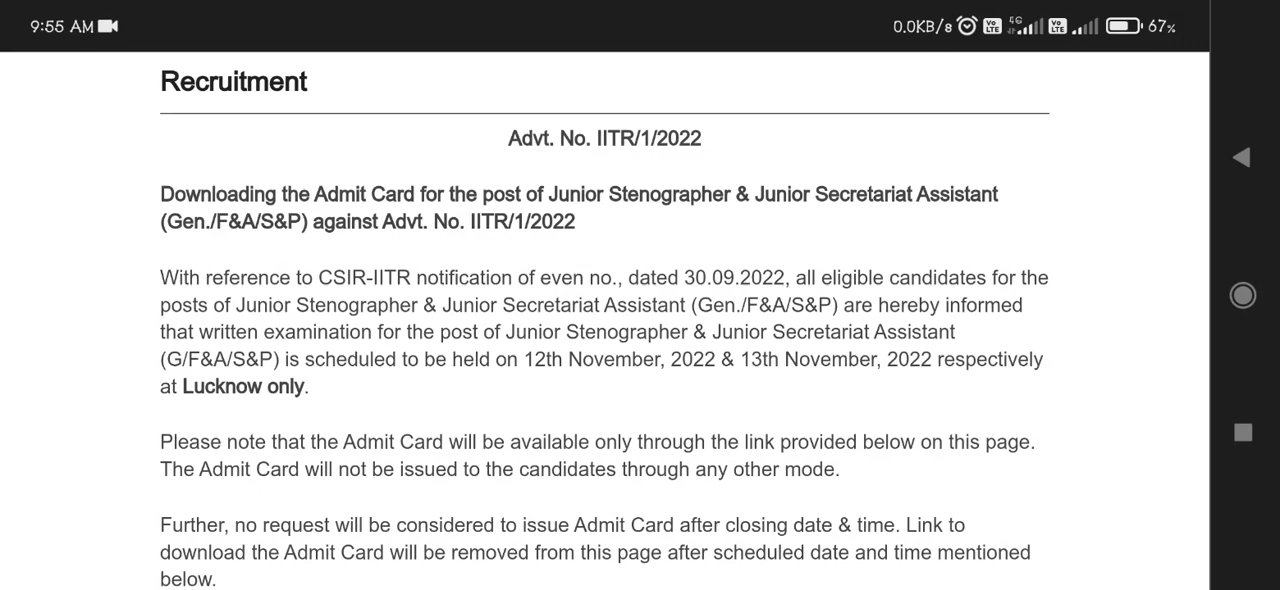 9:55 AM
0.0KB/s Vo LTE 4G Vo LTE 67%
Recruitment
Advt. No. IITR/1/2022
Downloading the Admit Card for the post of Junior Stenographer & Junior Secretariat Assistant
(Gen./F&A/S&P) against Advt. No. IITR/1/2022
With reference to CSIR-IITR notification of even no., dated 30.09.2022, all eligible candidates for the
posts of Junior Stenographer & Junior Secretariat Assistant (Gen./F&A/S&P) are hereby informed
that written examination for the post of Junior Stenographer & Junior Secretariat Assistant
(G/F&A/S&P) is scheduled to be held on 12th November, 2022 & 13th November, 2022 respectively
at Lucknow only.
Please note that the Admit Card will be available only through the link provided below on this page.
The Admit Card will not be issued to the candidates through any other mode.
Further, no request will be considered to issue Admit Card after closing date & time. Link to
download the Admit Card will be removed from this page after scheduled date and time mentioned
below.